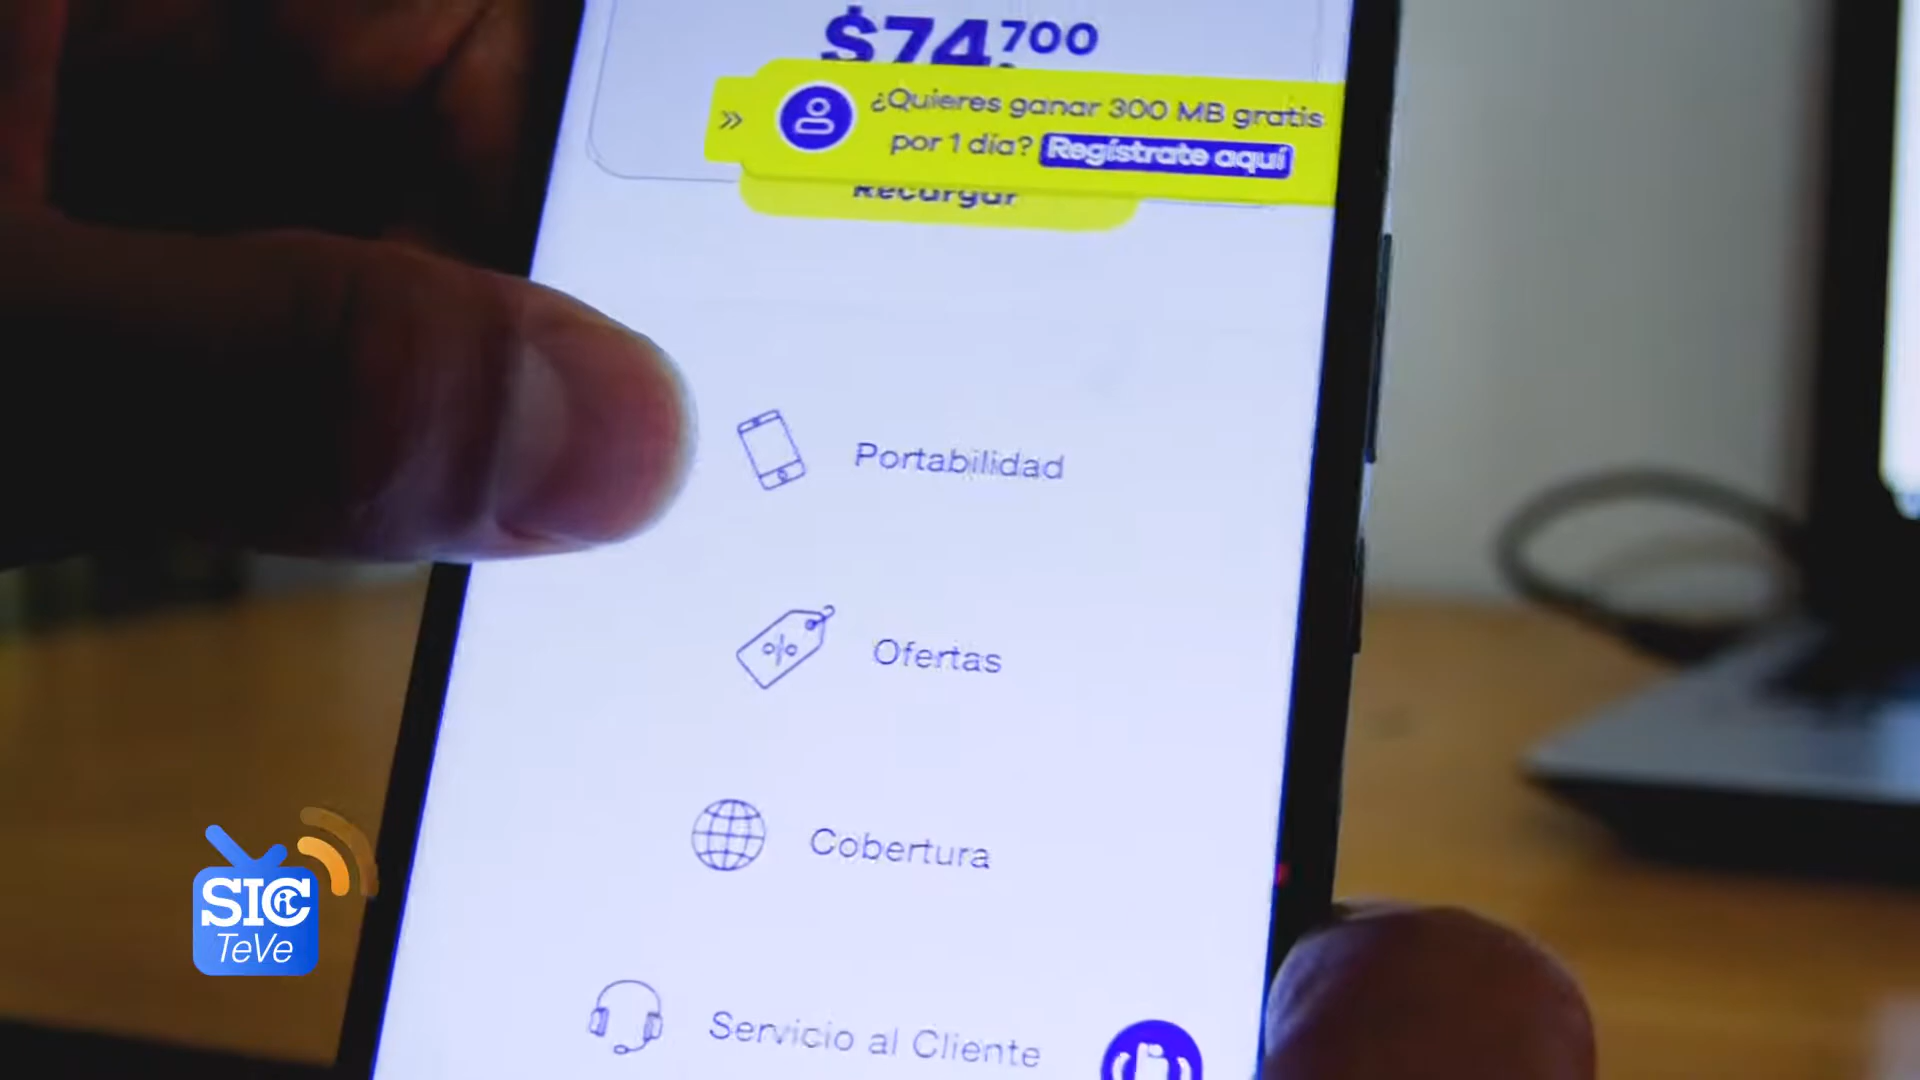 $74.700
¿Quieres ganar 300 MB gratis
por 1 día? Regístrate aquí
Recargar
Portabilidad
Ofertas
Cobertura
Servicio al Cliente
SIC
TeVe